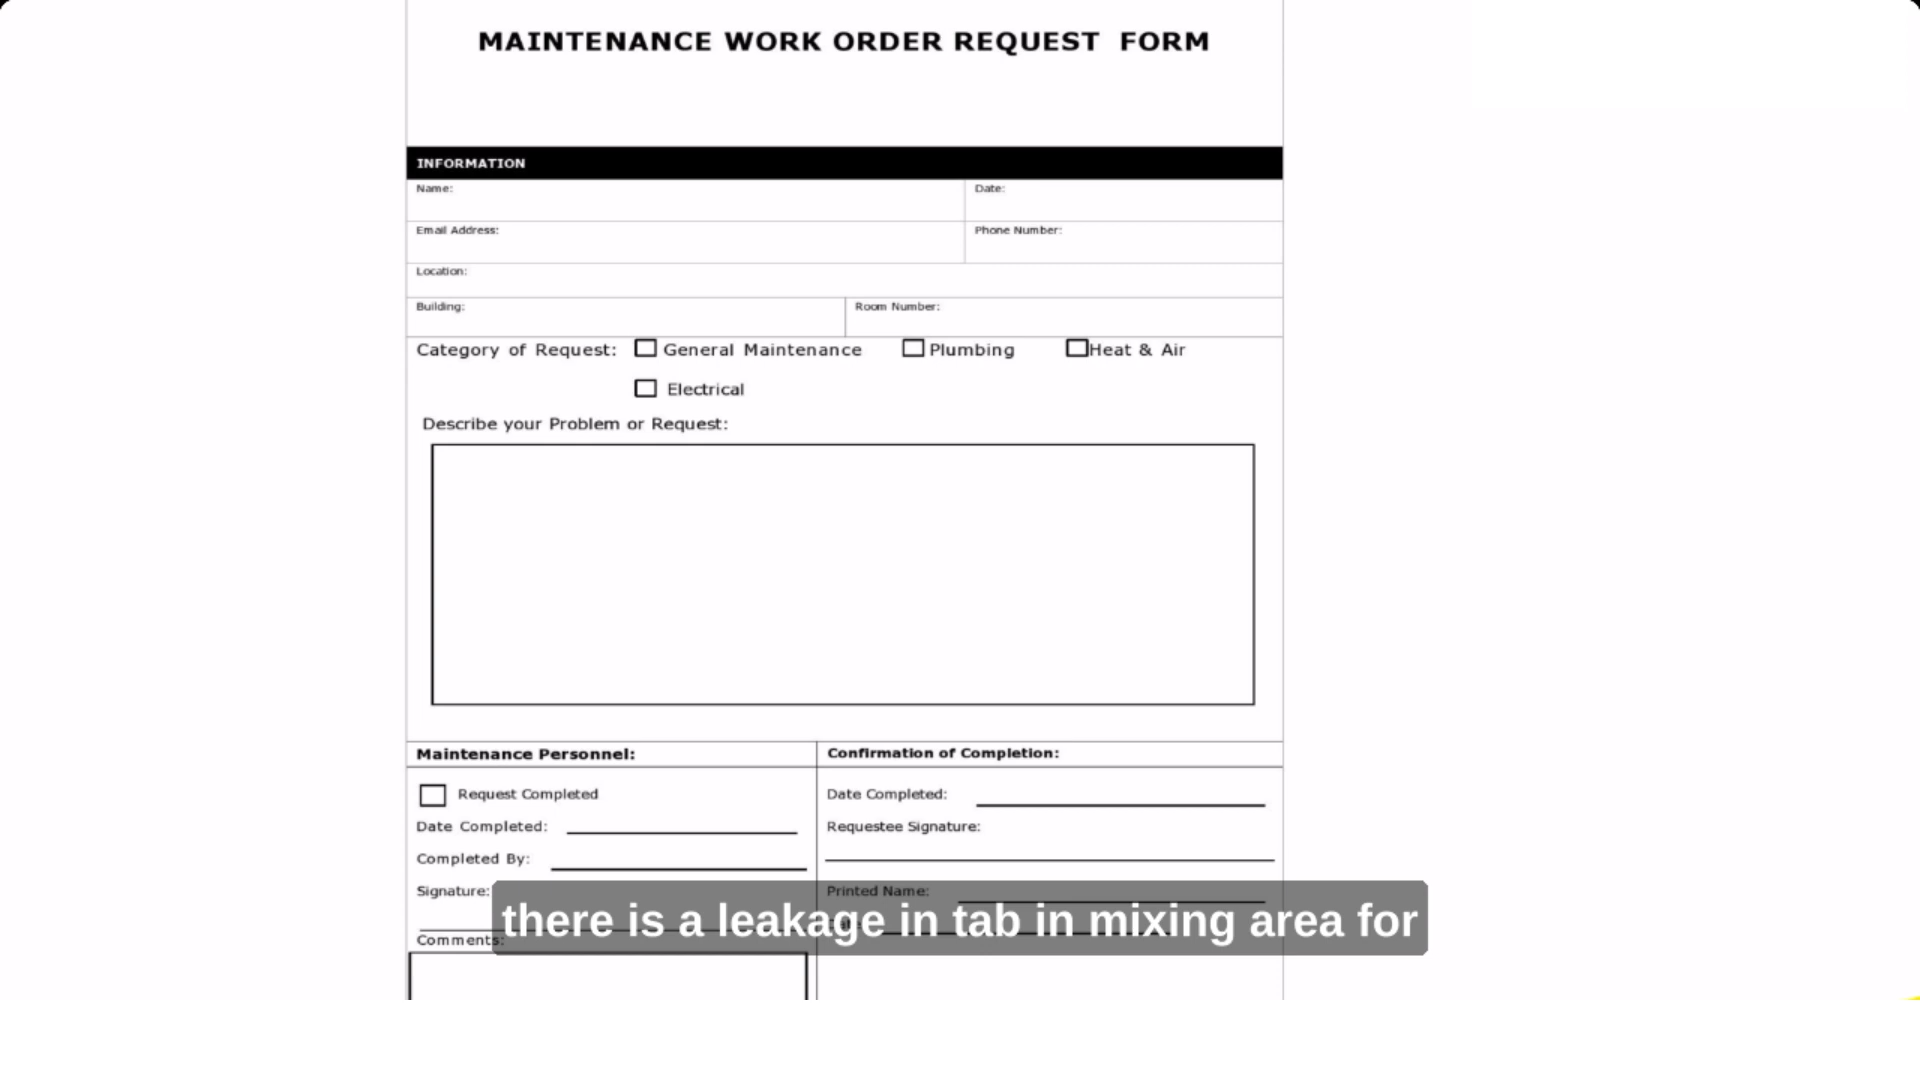 MAINTENANCE WORK ORDER REQUEST FORM
INFORMATION
Name:
Date:
Email Address:
Phone Number:
Location:
Building:
Room Number:
Category of Request: General Maintenance Plumbing Heat & Air
Electrical
Describe your Problem or Request:
Maintenance Personnel:
Confirmation of Completion:
Request Completed
Date Completed:
Date Completed:
Requestee Signature:
Completed By:
Signature:
Printed Name:
there is a leakage in tab in mixing area for
Comments: